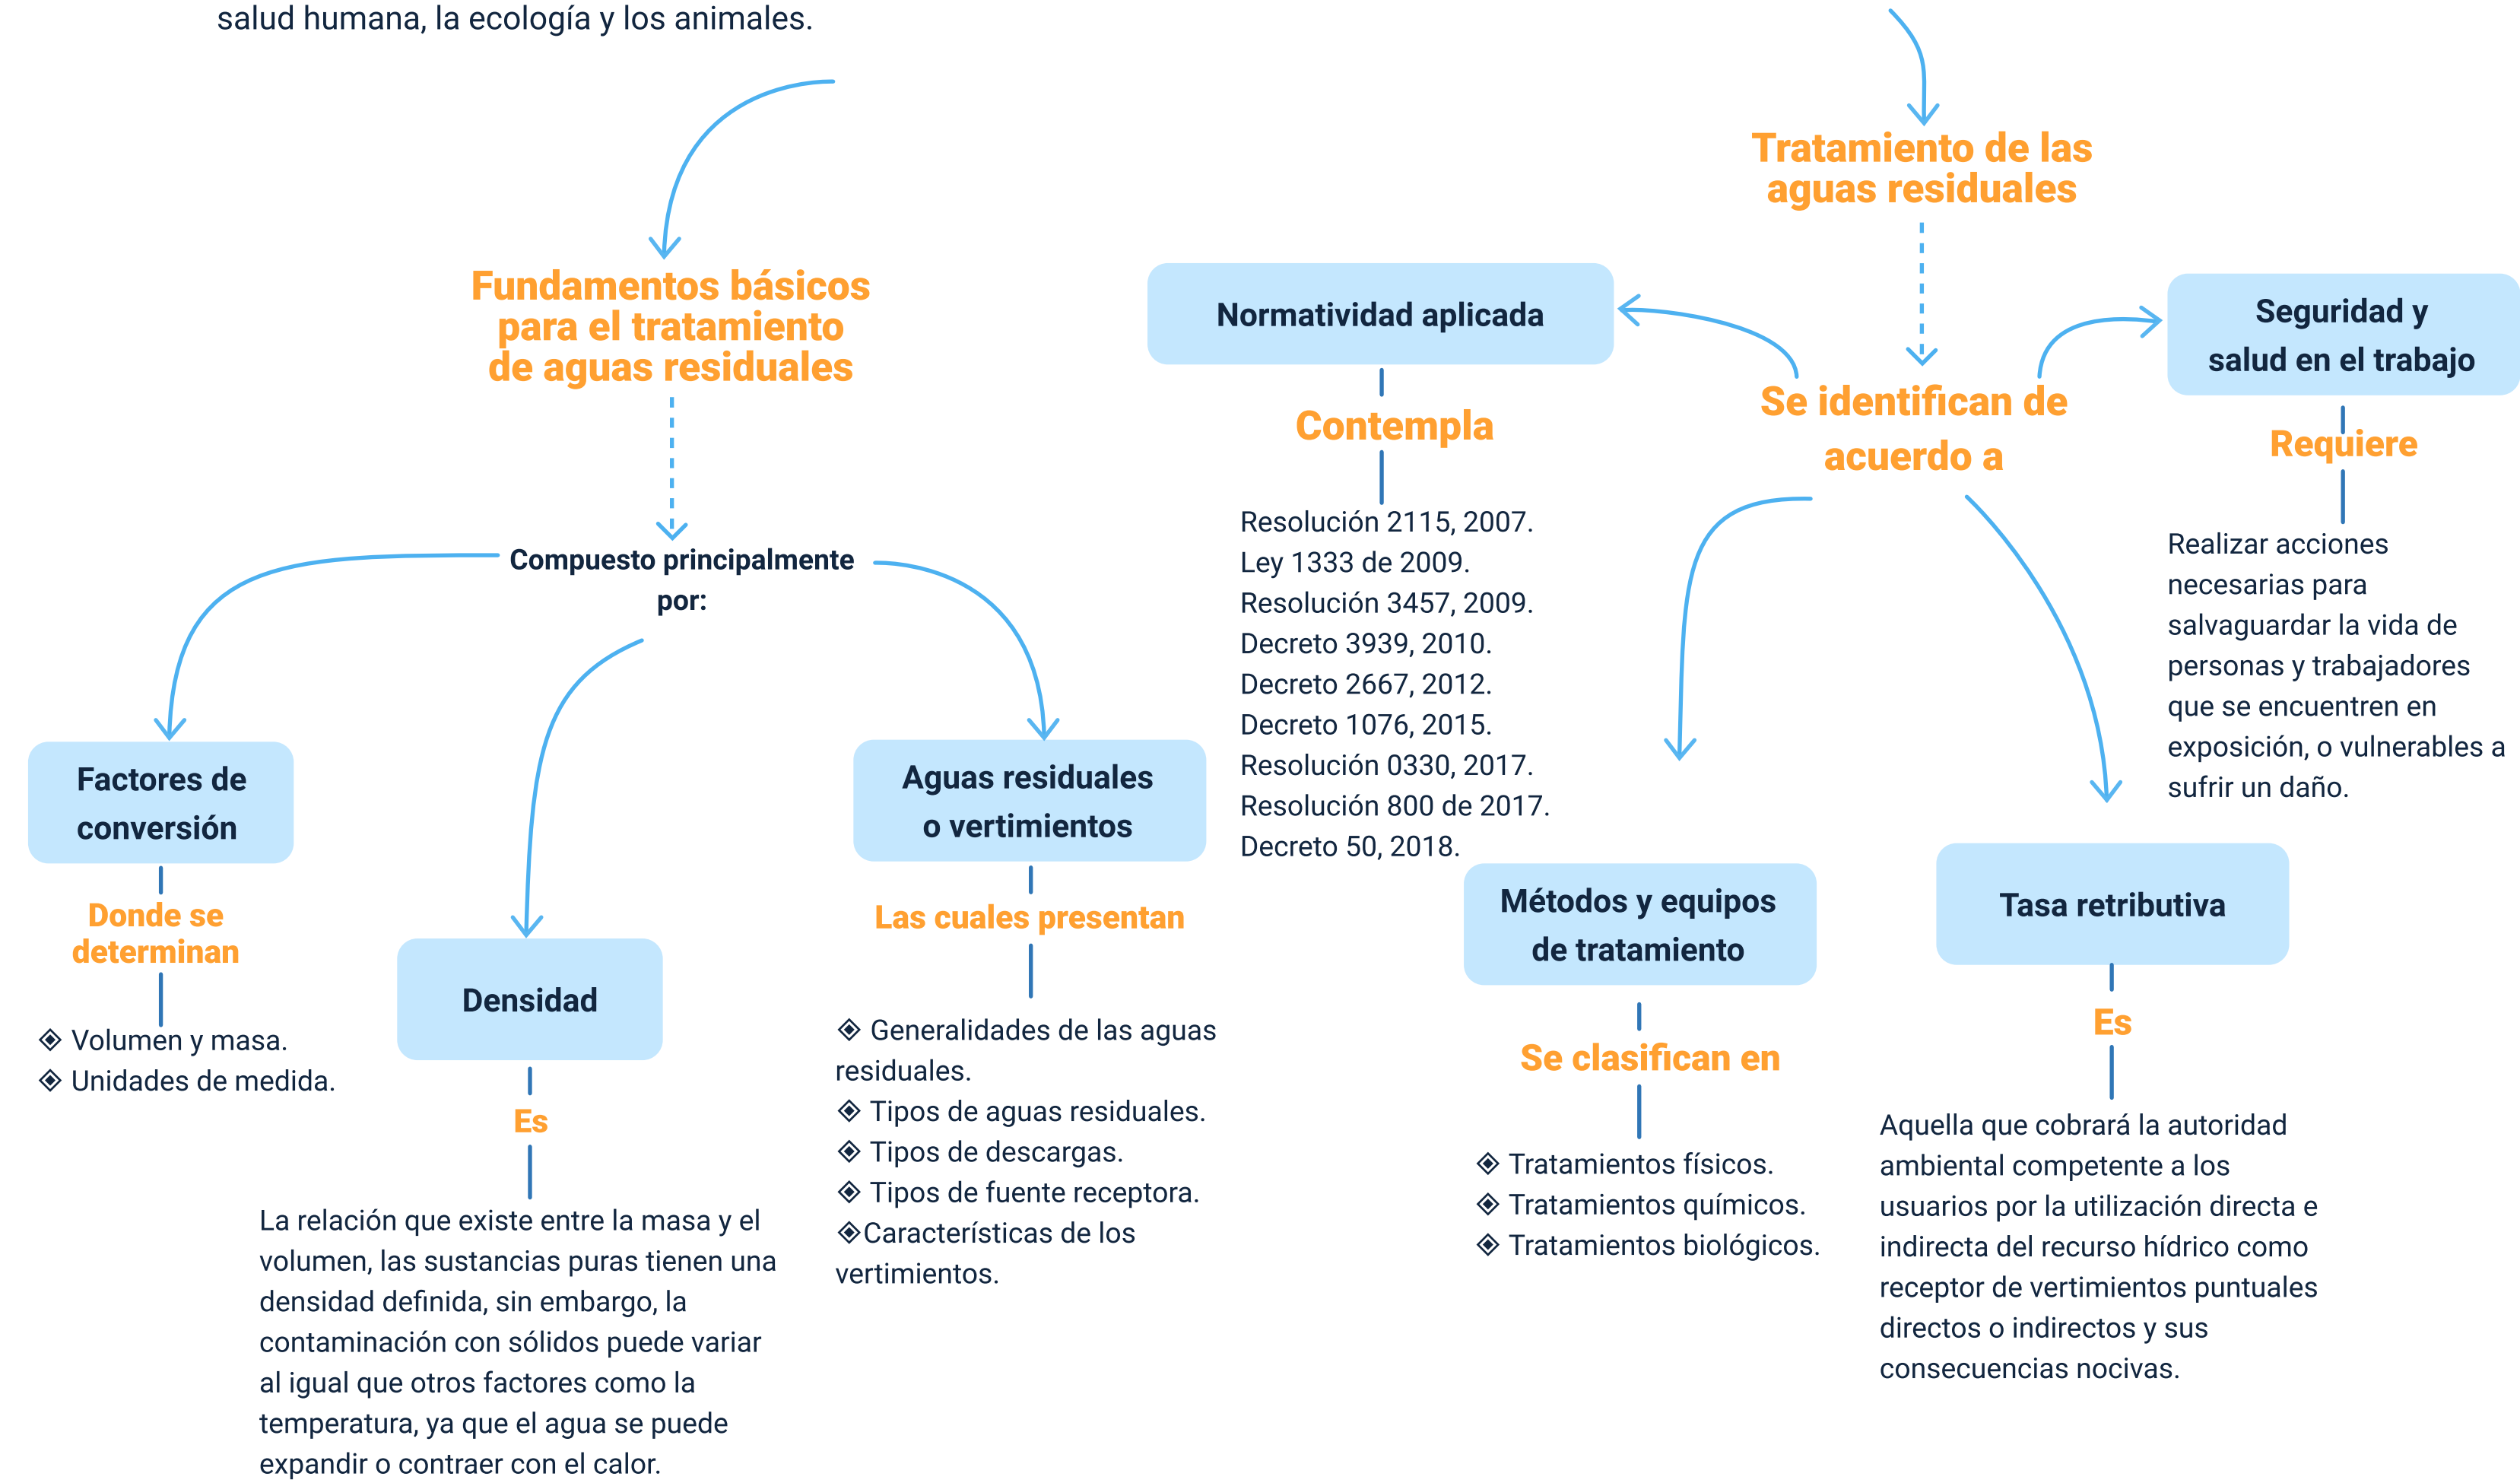 salud humana, la ecología y los animales.
Fundamentos básicos
para el tratamiento
de aguas residuales
Compuesto principalmente
por:
Factores de
conversión
Donde se
determinan
◈ Volumen y masa.
◈ Unidades de medida.
Densidad
Es
La relación que existe entre la masa y el
volumen, las sustancias puras tienen una
densidad definida, sin embargo, la
contaminación con sólidos puede variar
al igual que otros factores como la
temperatura, ya que el agua se puede
expandir o contraer con el calor.
Aguas residuales
o vertimientos
Las cuales presentan
◈ Generalidades de las aguas
residuales.
◈ Tipos de aguas residuales.
◈ Tipos de descargas.
◈ Tipos de fuente receptora.
◈Características de los
vertimientos.
Tratamiento de las
aguas residuales
Se identifican de
acuerdo a
Normatividad aplicada
Contempla
Resolución 2115, 2007.
Ley 1333 de 2009.
Resolución 3457, 2009.
Decreto 3939, 2010.
Decreto 2667, 2012.
Decreto 1076, 2015.
Resolución 0330, 2017.
Resolución 800 de 2017.
Decreto 50, 2018.
Métodos y equipos
de tratamiento
Se clasifican en
◈ Tratamientos físicos.
◈ Tratamientos químicos.
◈ Tratamientos biológicos.
Tasa retributiva
Es
Aquella que cobrará la autoridad
ambiental competente a los
usuarios por la utilización directa e
indirecta del recurso hídrico como
receptor de vertimientos puntuales
directos o indirectos y sus
consecuencias nocivas.
Seguridad y
salud en el trabajo
Requiere
Realizar acciones
necesarias para
salvaguardar la vida de
personas y trabajadores
que se encuentren en
exposición, o vulnerables a
sufrir un daño.